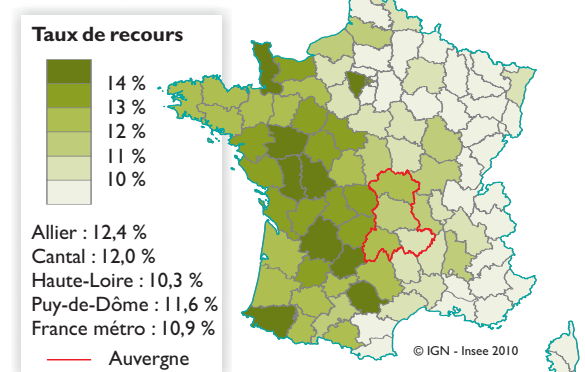 Taux de recours
14 %
13 %
12 %
11 %
10 %
Allier : 12,4 %
Cantal : 12,0 %
Haute-Loire : 10,3 %
Puy-de-Dôme : 11,6 %
France métro : 10,9 %
Auvergne
© IGN - Insee 2010